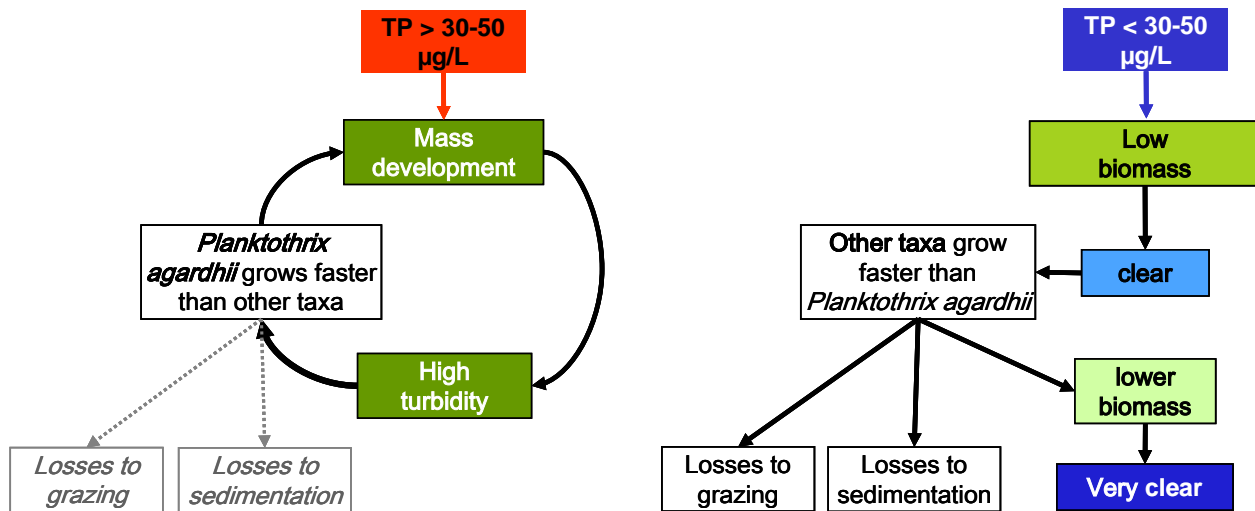 TP > 30-50
µg/L
Mass
development
Planktothrix
agardhii grows faster
than other taxa
High
turbidity
Losses to
grazing
Losses to
sedimentation
TP < 30-50
µg/L
Low
biomass
clear
Other taxa grow
faster than
Planktothrix agardhii
lower
biomass
Losses to
grazing
Losses to
sedimentation
Very clear